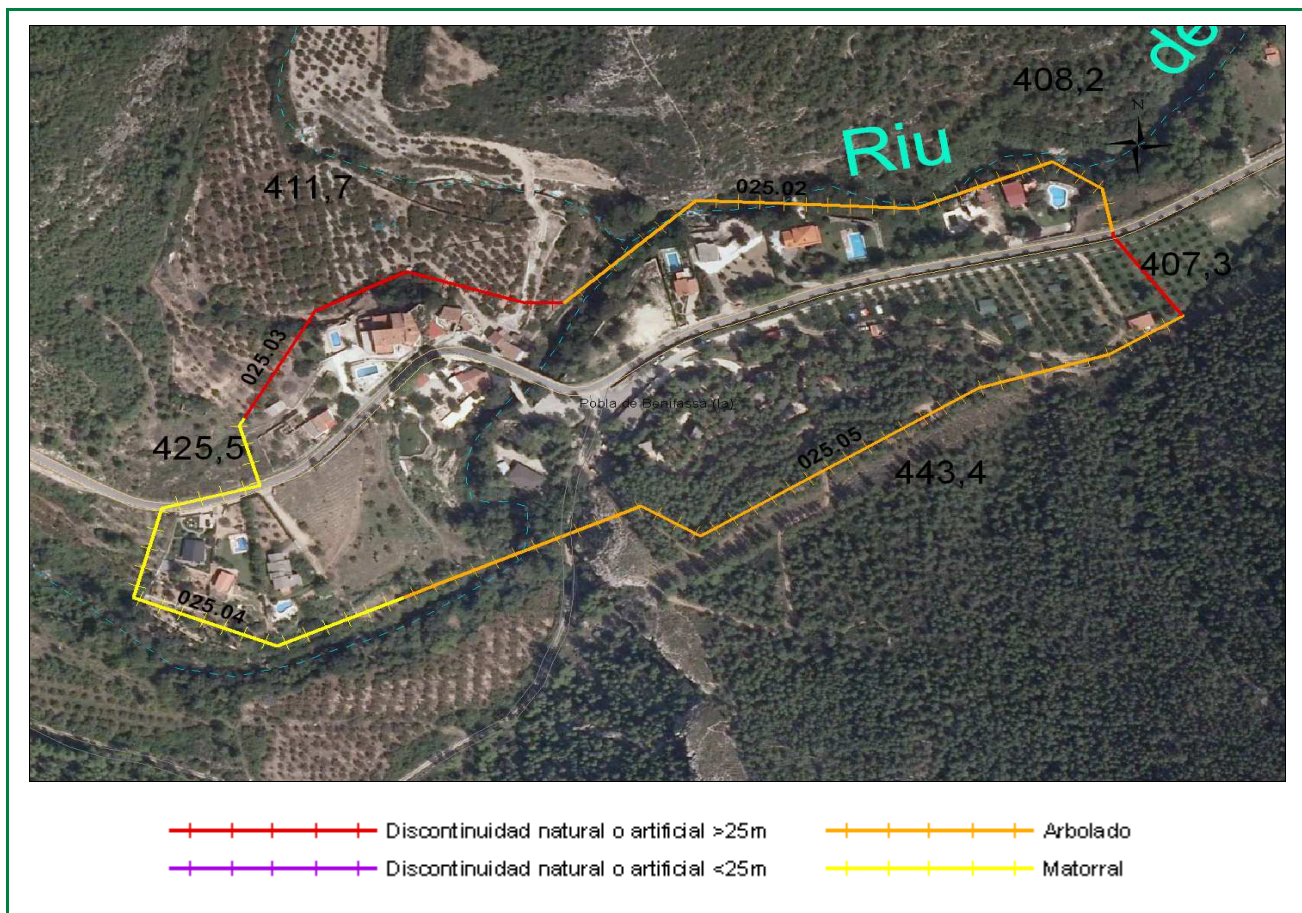 de
408,2
N
Riu
025.02
411,7
407,3
025.03
Pobla de Benifassà (la)
425,5
025.05
443,4
025.04
Discontinuidad natural o artificial >25m
Arbolado
Discontinuidad natural o artificial <25m
Matorral